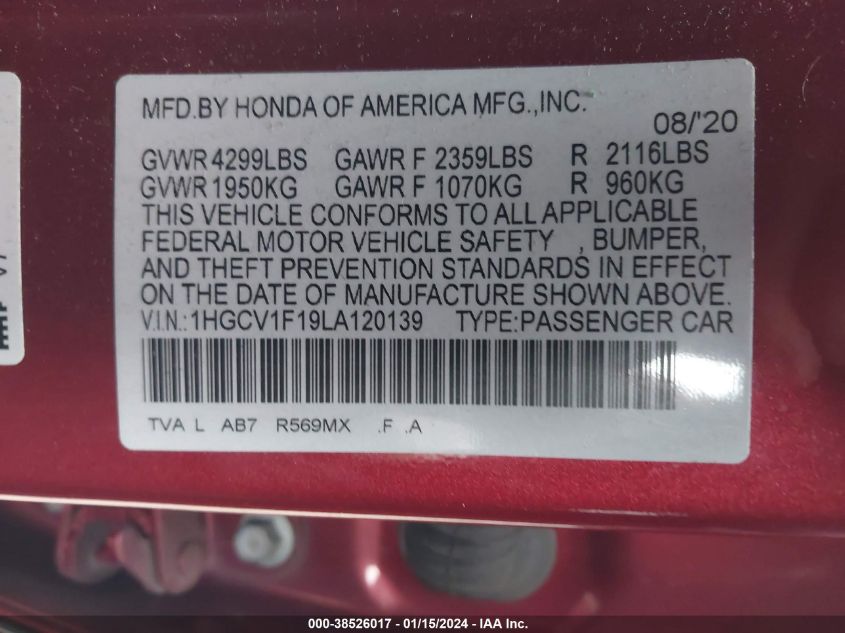 MFD.BY HONDA OF AMERICA MFG.,INC.
08/'20
GVWR 4299LBS GAWR F 2359LBS R 2116LBS
GVWR 1950KG GAWR F 1070KG R 960KG
THIS VEHICLE CONFORMS TO ALL APPLICABLE
FEDERAL MOTOR VEHICLE SAFETY , BUMPER,
AND THEFT PREVENTION STANDARDS IN EFFECT
ON THE DATE OF MANUFACTURE SHOWN ABOVE.
V.I.N.:1HGCV1F19LA120139 TYPE:PASSENGER CAR
TVA L AB7 R569MX .F .A
000-38526017 — 01/15/2024 — IAA Inc.